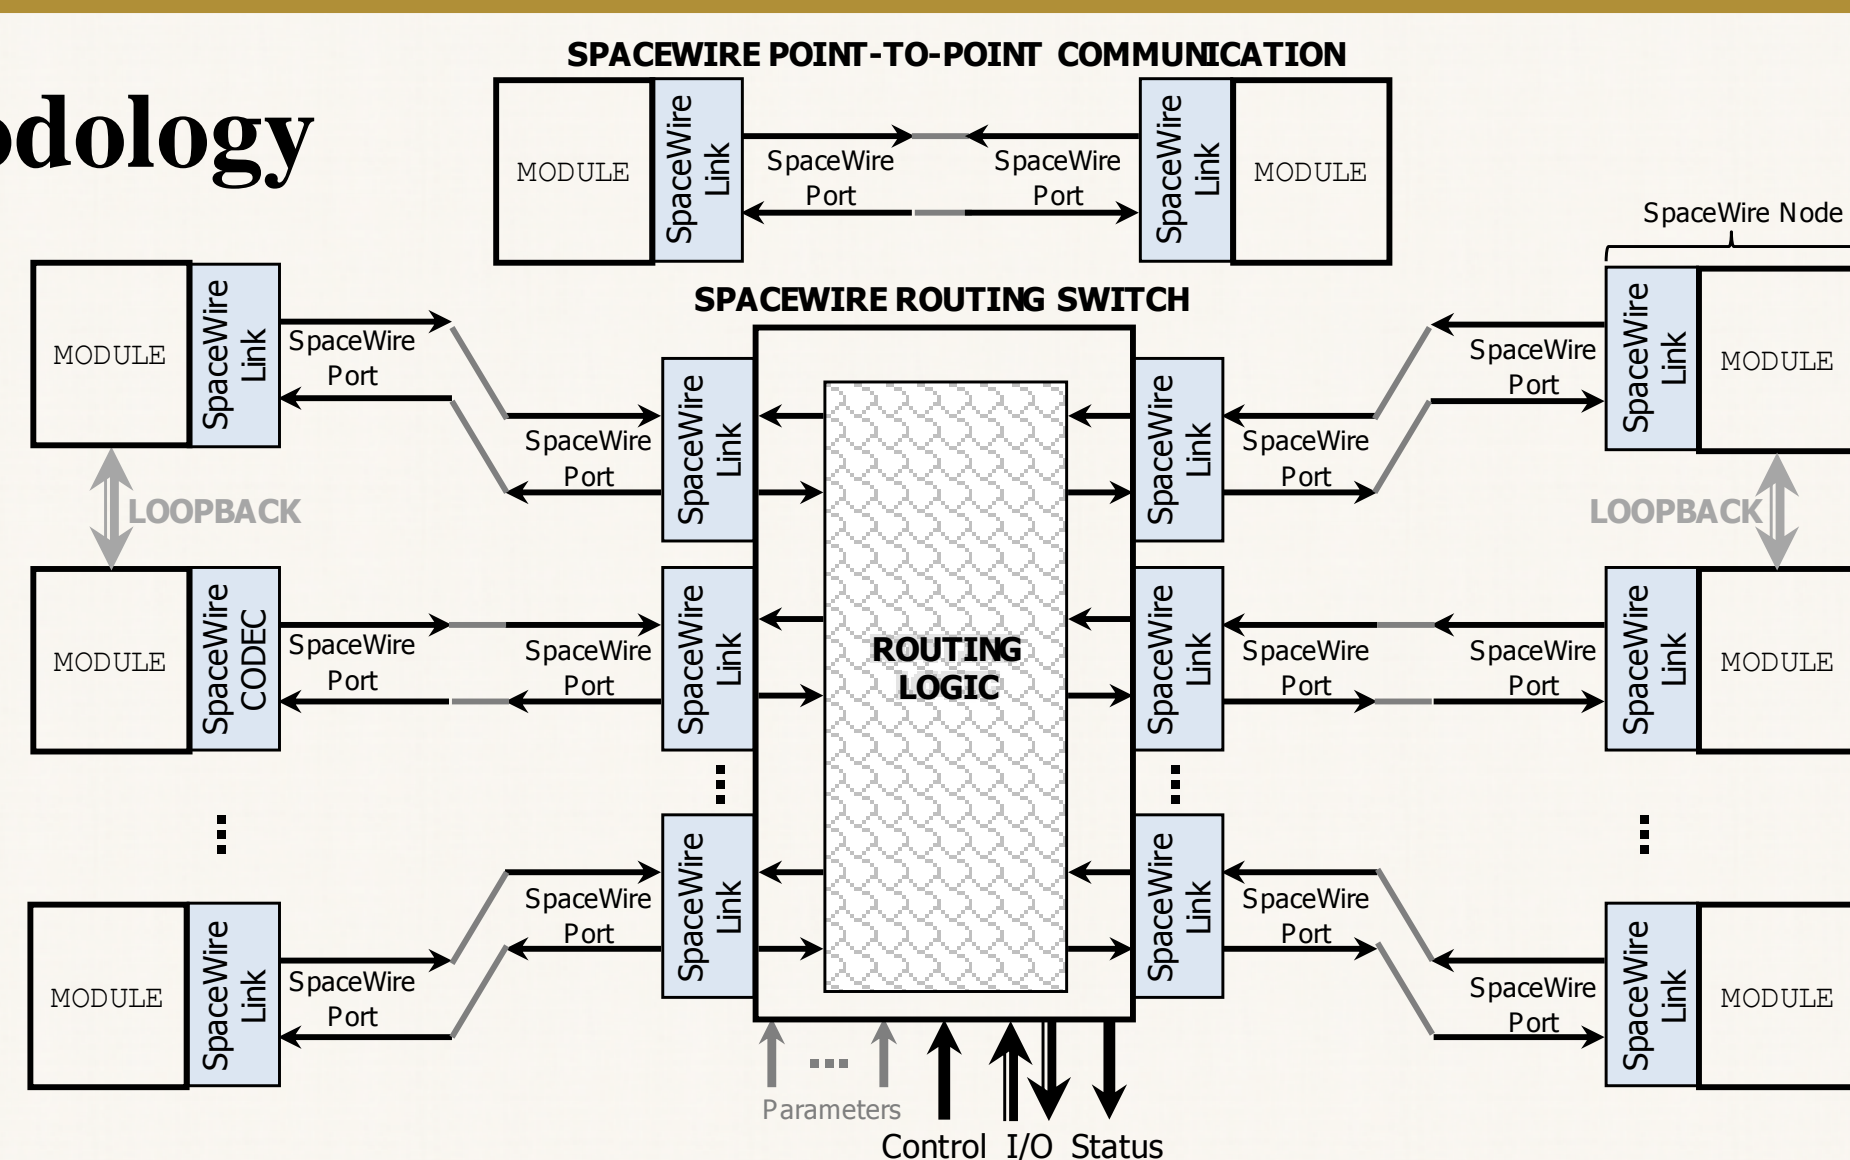 SPACEWIRE POINT-TO-POINT COMMUNICATION
odology
MODULE
SpaceWire
Link
SpaceWire
Port
SpaceWire
Port
SpaceWire
Link
MODULE
SpaceWire Node
SPACEWIRE ROUTING SWITCH
MODULE
SpaceWire
Link
SpaceWire
Port
SpaceWire
Port
SpaceWire
Link
SpaceWire
Link
SpaceWire
Port
SpaceWire
Port
SpaceWire
Link
MODULE
LOOPBACK
LOOPBACK
MODULE
SpaceWire
CODEC
SpaceWire
Port
SpaceWire
Port
SpaceWire
Link
ROUTING
LOGIC
SpaceWire
Link
SpaceWire
Port
SpaceWire
Port
SpaceWire
Link
MODULE
MODULE
SpaceWire
Link
SpaceWire
Port
SpaceWire
Port
SpaceWire
Link
SpaceWire
Link
SpaceWire
Port
SpaceWire
Port
SpaceWire
Link
MODULE
Parameters
Control I/O Status